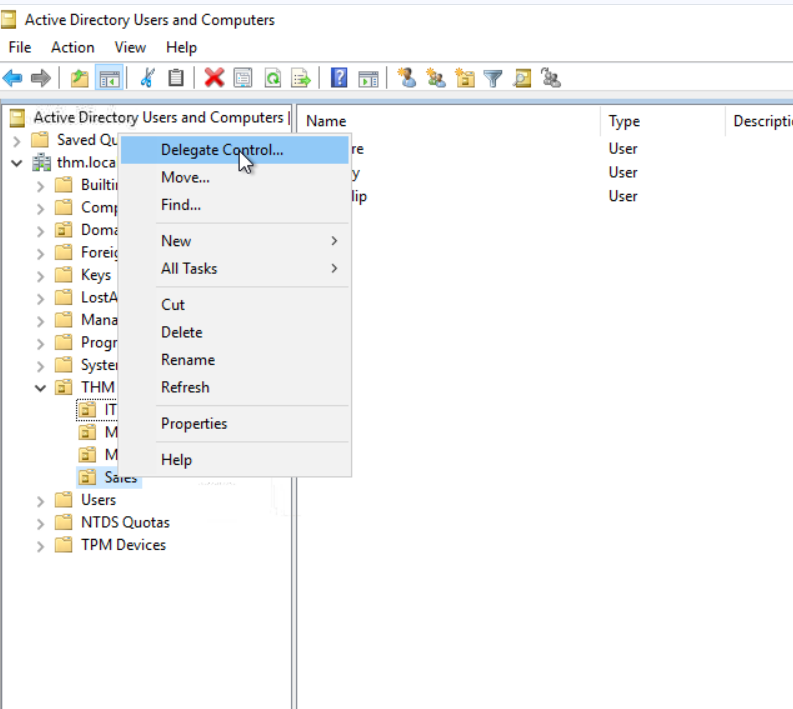 Active Directory Users and Computers
File Action View Help
Active Directory Users and Computers
Name Type Descripti
Saved Qu
thm.loca
Builti
Comp
Doma
Foreig
Keys
LostA
Mana
Progr
Syste
THM
IT
M
M
Sales
Users
NTDS Quotas
TPM Devices
Delegate Control...
Move...
Find...
New
All Tasks
Cut
Delete
Rename
Refresh
Properties
Help
re User
y User
lip User